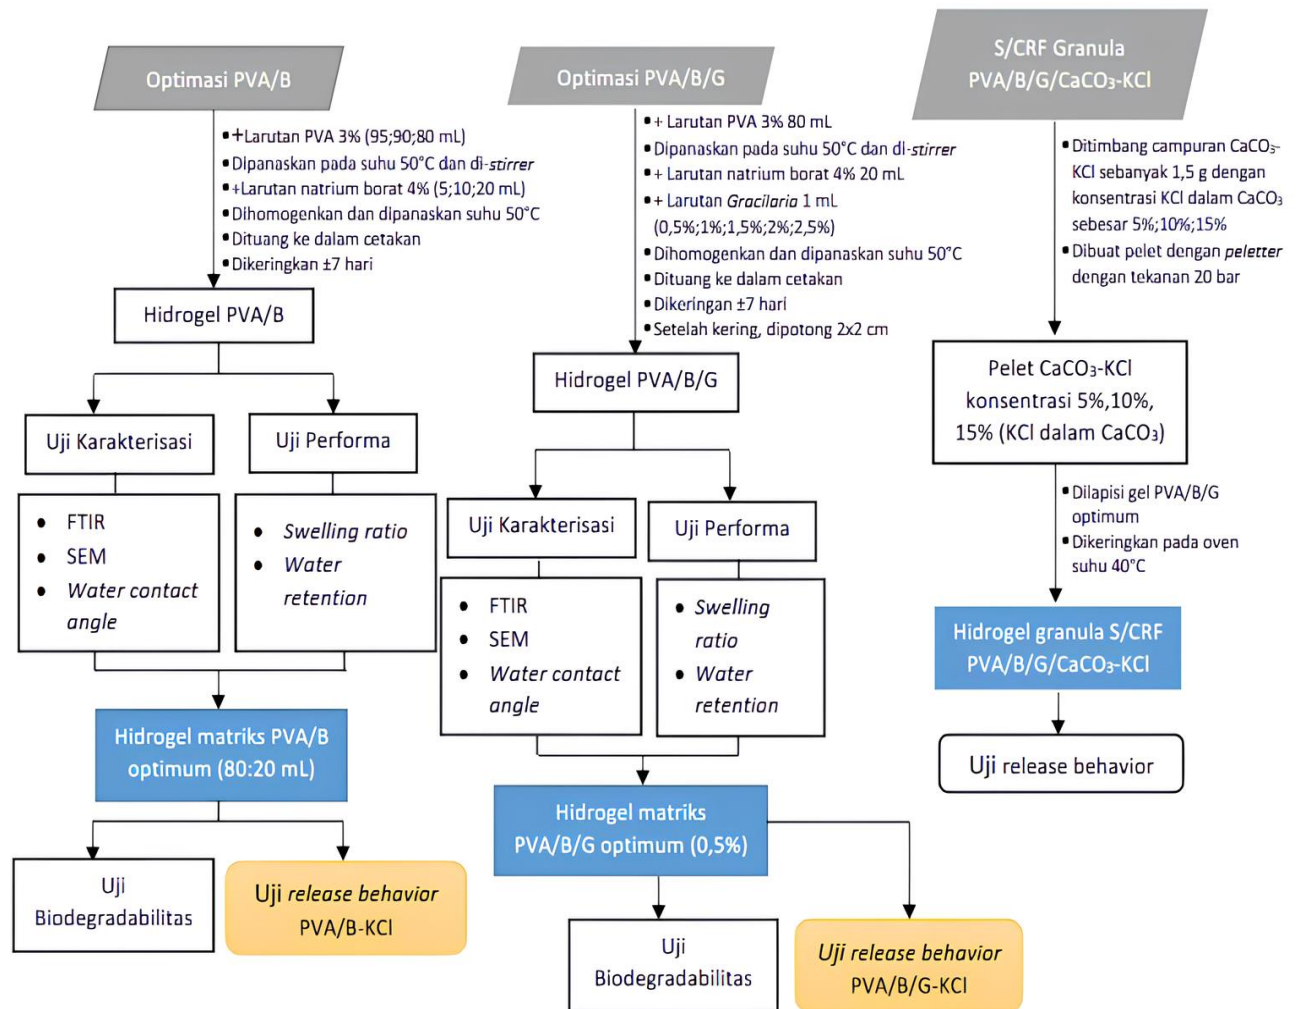 Optimasi PVA/B
▪+Larutan PVA 3% (95;90;80 mL)
▪Dipanaskan pada suhu 50°C dan di-stirrer
▪+Larutan natrium borat 4% (5;10;20 mL)
▪Dihomogenkan dan dipanaskan suhu 50°C
▪Dituang ke dalam cetakan
▪Dikeringkan ±7 hari
Hidrogel PVA/B
Uji Karakterisasi
Uji Performa
• FTIR
• SEM
• Water contact
angle
• Swelling ratio
• Water
retention
Hidrogel matriks PVA/B
optimum (80:20 mL)
Uji
Biodegradabilitas
Uji release behavior
PVA/B-KCl
Optimasi PVA/B/G
▪+ Larutan PVA 3% 80 mL
▪Dipanaskan pada suhu 50°C dan di-stirrer
▪+ Larutan natrium borat 4% 20 mL
▪+ Larutan Gracilaria 1 mL
(0,5%;1%;1,5%;2%;2,5%)
▪Dihomogenkan dan dipanaskan suhu 50°C
▪Dituang ke dalam cetakan
▪Dikeringan ±7 hari
▪Setelah kering, dipotong 2x2 cm
Hidrogel PVA/B/G
Uji Karakterisasi
Uji Performa
• FTIR
• SEM
• Water contact
angle
• Swelling
ratio
• Water
retention
Hidrogel matriks
PVA/B/G optimum (0,5%)
Uji
Biodegradabilitas
Uji release behavior
PVA/B/G-KCl
S/CRF Granula
PVA/B/G/CaCO₃-KCl
▪Ditimbang campuran CaCO₃-
KCl sebanyak 1,5 g dengan
konsentrasi KCl dalam CaCO₃
sebesar 5%;10%;15%
▪Dibuat pelet dengan peletter
dengan tekanan 20 bar
Pelet CaCO₃-KCl
konsentrasi 5%,10%,
15% (KCl dalam CaCO₃)
▪Dilapisi gel PVA/B/G
optimum
▪Dikeringkan pada oven
suhu 40°C
Hidrogel granula S/CRF
PVA/B/G/CaCO₃-KCl
Uji release behavior